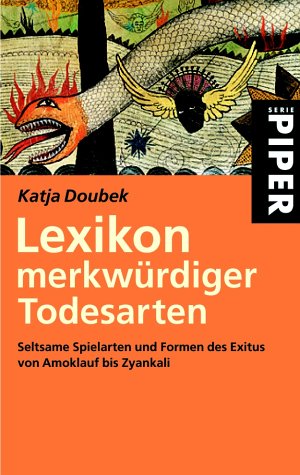 SERIE
PIPER
Katja Doubek
Lexikon
merkwürdiger
Todesarten
Seltsame Spielarten und Formen des Exitus
von Amoklauf bis Zyankali